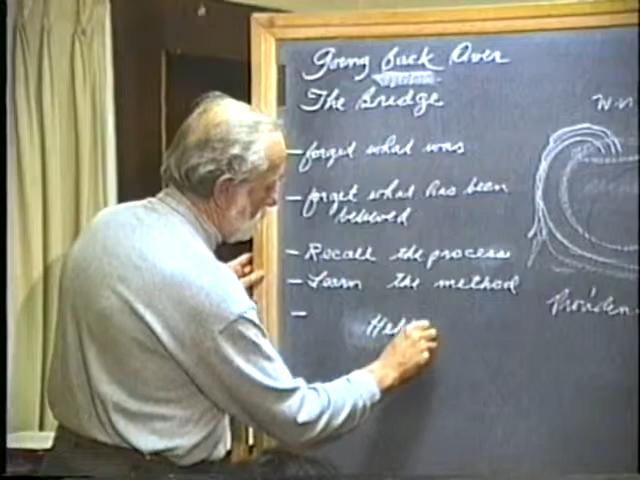 Going Back Over
The Bridge
- forget what was
- forget what has been
believed
- Recall the process
- Learn the method
-